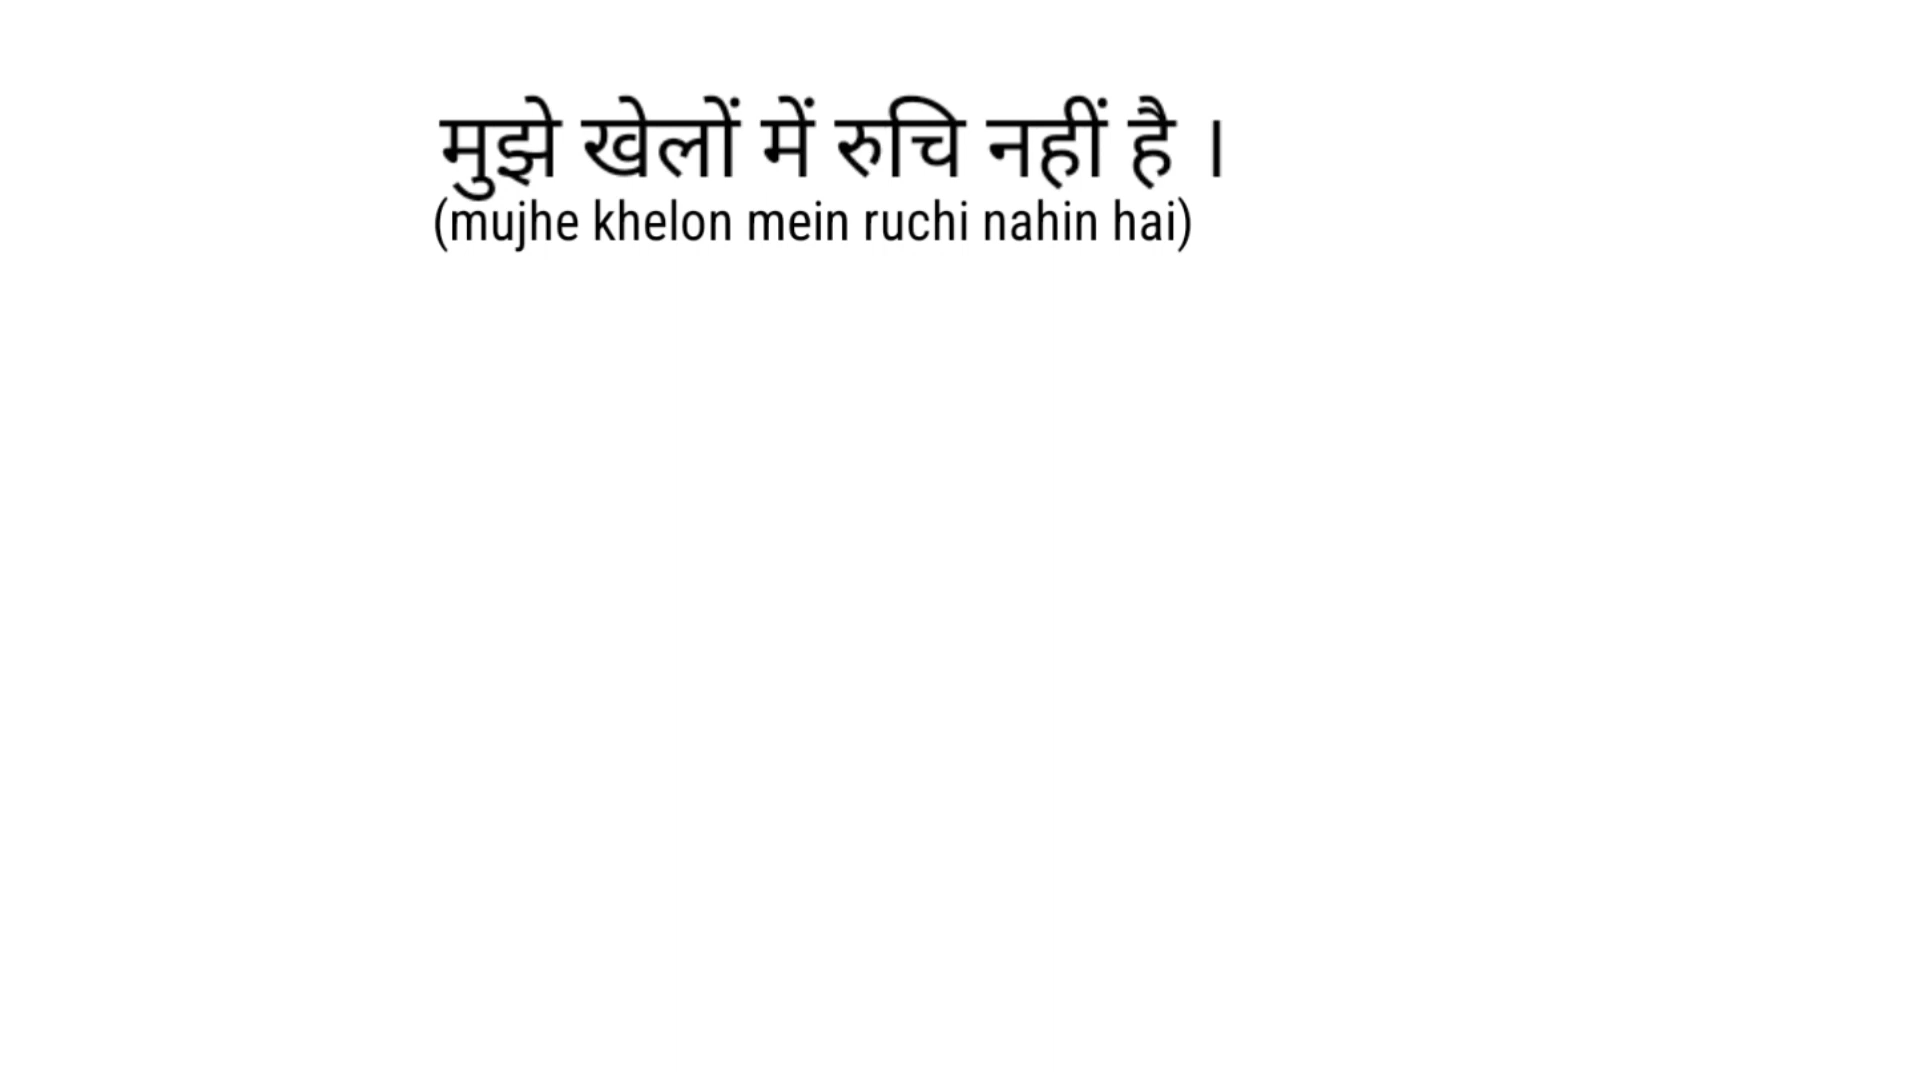 मुझे खेलों में रुचि नहीं है ।
(mujhe khelon mein ruchi nahin hai)